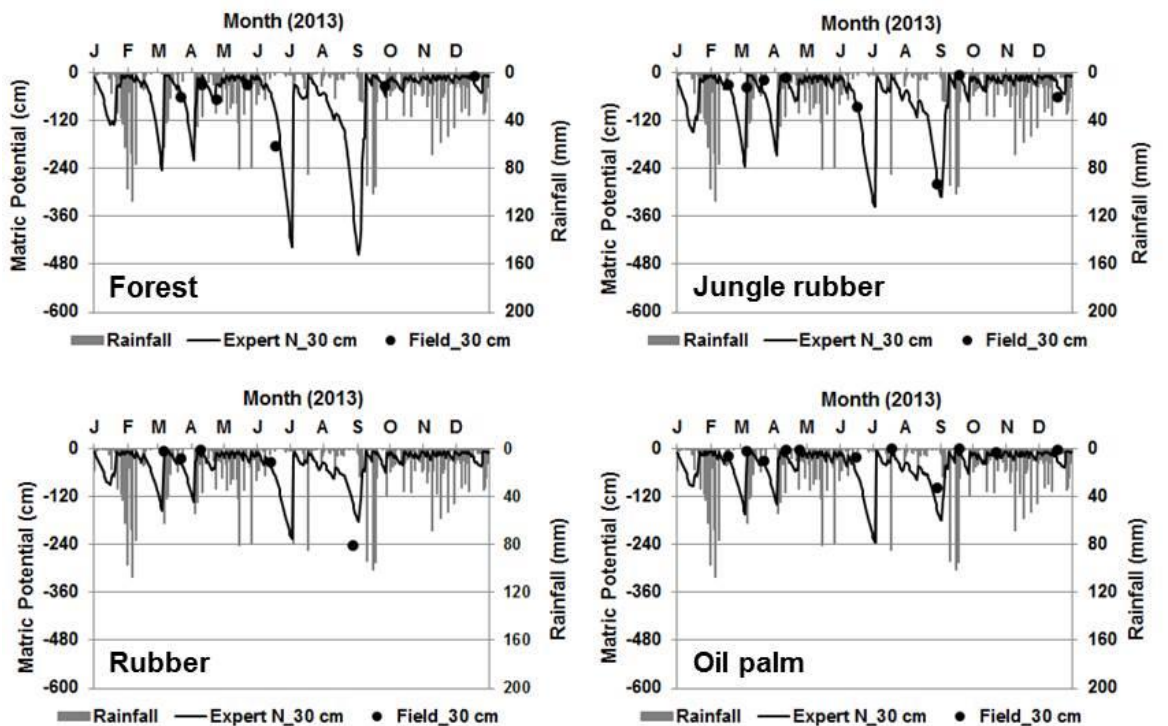 Month (2013)
J F M A M J J A S O N D
0 -120 -240 -360 -480 -600
Matric Potential (cm)
0 40 80 120 160 200
Rainfall (mm)
Forest
Rainfall Expert N_30 cm Field_30 cm
Month (2013)
J F M A M J J A S O N D
0 -120 -240 -360 -480 -600
Matric Potential (cm)
0 40 80 120 160 200
Rainfall (mm)
Jungle rubber
Rainfall Expert N_30 cm Field_30 cm
Month (2013)
J F M A M J J A S O N D
0 -120 -240 -360 -480 -600
Matric Potential (cm)
0 40 80 120 160 200
Rainfall (mm)
Rubber
Rainfall Expert N_30 cm Field_30 cm
Month (2013)
J F M A M J J A S O N D
0 -120 -240 -360 -480 -600
Matric Potential (cm)
0 40 80 120 160 200
Rainfall (mm)
Oil palm
Rainfall Expert N_30 cm Field_30 cm